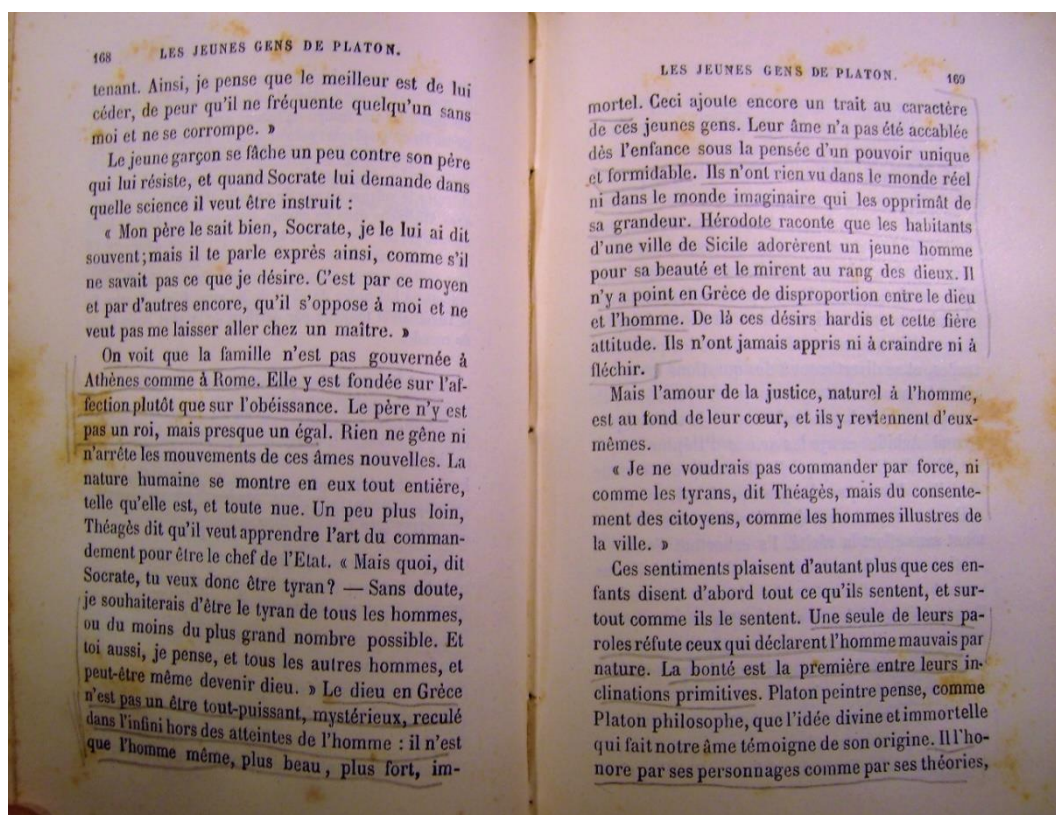 168 LES JEUNES GENS DE PLATON.
tenant. Ainsi, je pense que le meilleur est de lui
céder, de peur qu'il ne fréquente quelqu'un sans
moi et ne se corrompe. »
Le jeune garçon se fâche un peu contre son père
qui lui résiste, et quand Socrate lui demande dans
quelle science il veut être instruit :
« Mon père le sait bien, Socrate, je le lui ai dit
souvent; mais il te parle exprès ainsi, comme s'il
ne savait pas ce que je désire. C'est par ce moyen
et par d'autres encore, qu'il s'oppose à moi et ne
veut pas me laisser aller chez un maître. »
On voit que la famille n'est pas gouvernée à
Athènes comme à Rome. Elle y est fondée sur l'af-
fection plutôt que sur l'obéissance. Le père n'y est
pas un roi, mais presque un égal. Rien ne gêne ni
n'arrête les mouvements de ces âmes nouvelles. La
nature humaine se montre en eux tout entière,
telle qu'elle est, et toute nue. Un peu plus loin,
Théagès dit qu'il veut apprendre l'art du comman-
dement pour être le chef de l'Etat. « Mais quoi, dit
Socrate, tu veux donc être tyran? — Sans doute,
je souhaiterais d'être le tyran de tous les hommes,
ou du moins du plus grand nombre possible. Et
toi aussi, je pense, et tous les autres hommes, et
peut-être même devenir dieu. » Le dieu en Grèce
n'est pas un être tout-puissant, mystérieux, reculé
dans l'infini hors des atteintes de l'homme : il n'est
que l'homme même, plus beau, plus fort, im-
LES JEUNES GENS DE PLATON. 169
mortel. Ceci ajoute encore un trait au caractère
de ces jeunes gens. Leur âme n'a pas été accablée
dès l'enfance sous la pensée d'un pouvoir unique
et formidable. Ils n'ont rien vu dans le monde réel
ni dans le monde imaginaire qui les opprimât de
sa grandeur. Hérodote raconte que les habitants
d'une ville de Sicile adorèrent un jeune homme
pour sa beauté et le mirent au rang des dieux. Il
n'y a point en Grèce de disproportion entre le dieu
et l'homme. De là ces désirs hardis et cette fière
attitude. Ils n'ont jamais appris ni à craindre ni à
fléchir.
Mais l'amour de la justice, naturel à l'homme,
est au fond de leur cœur, et ils y reviennent d'eux-
mêmes.
« Je ne voudrais pas commander par force, ni
comme les tyrans, dit Théagès, mais du consente-
ment des citoyens, comme les hommes illustres de
la ville. »
Ces sentiments plaisent d'autant plus que ces en-
fants disent d'abord tout ce qu'ils sentent, et sur-
tout comme ils le sentent. Une seule de leurs pa-
roles réfute ceux qui déclarent l'homme mauvais par
nature. La bonté est la première entre leurs in-
clinations primitives. Platon peintre pense, comme
Platon philosophe, que l'idée divine et immortelle
qui fait notre âme témoigne de son origine. Il l'ho-
nore par ses personnages comme par ses théories,